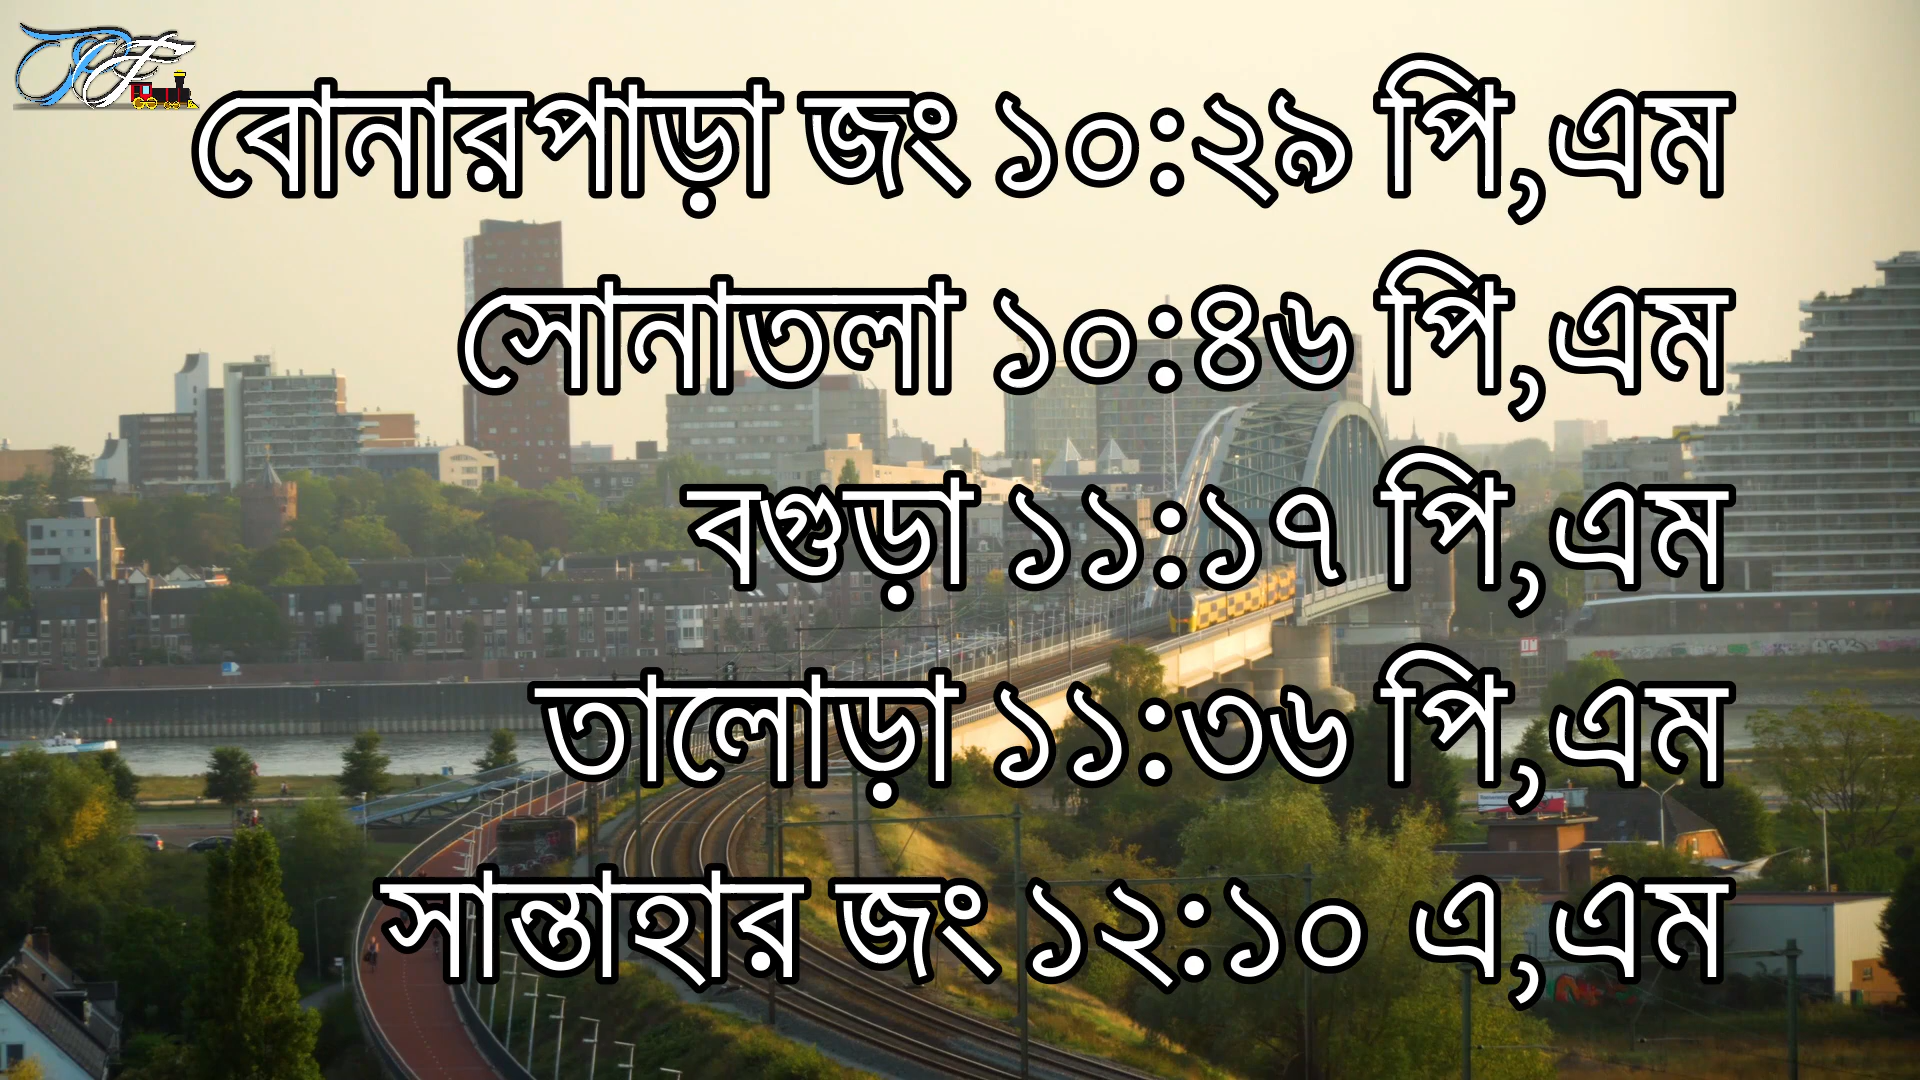 বোনারপাড়া জং ১০:২৯ পি,এম
সোনাতলা ১০:৪৬ পি,এম
বগুড়া ১১:১৭ পি,এম
তালোড়া ১১:৩৬ পি,এম
সান্তাহার জং ১২:১০ এ,এম